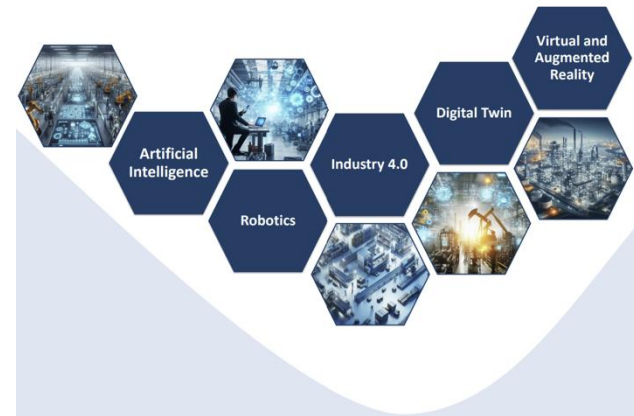 Artificial
Intelligence
Robotics
Industry 4.0
Digital Twin
Virtual and
Augmented
Reality